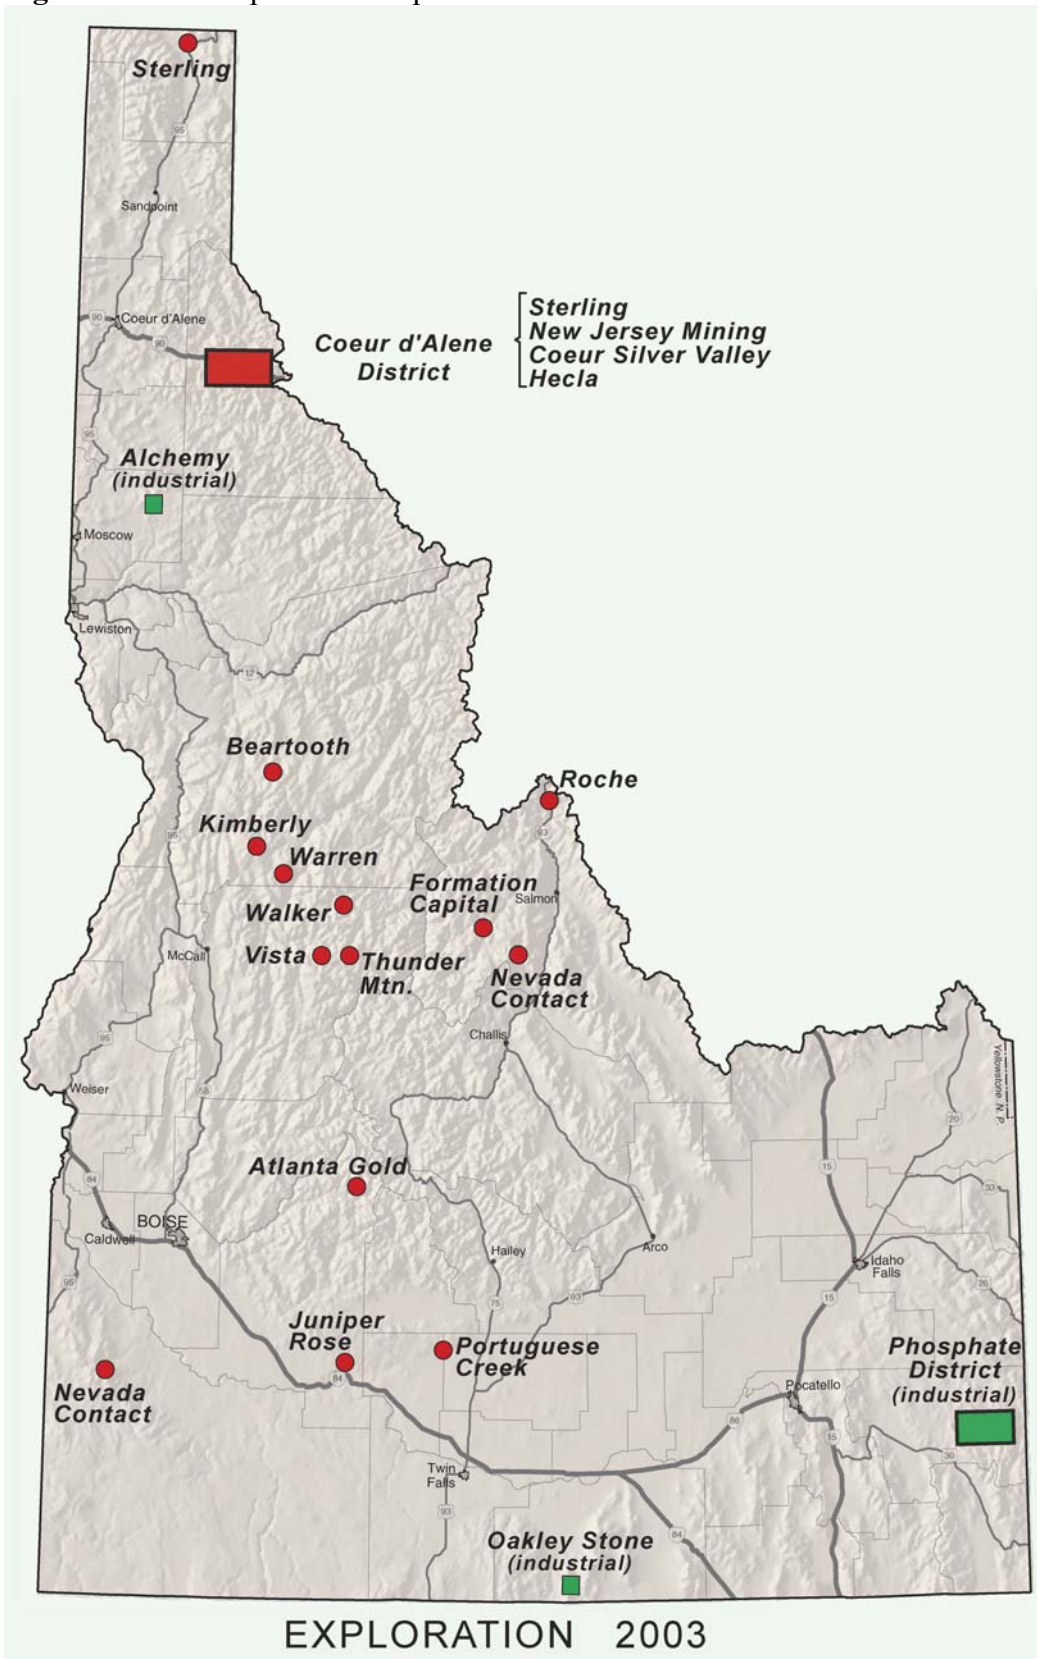 Sterling
95
Sandpoint
90
Coeur d'Alene
90
Coeur d'Alene
District
Sterling
New Jersey Mining
Coeur Silver Valley
Hecla
95
Alchemy
(industrial)
Moscow
Lewiston
12
Beartooth
Roche
Kimberly
95
93
Warren
Formation
Capital
Salmon
Walker
McCall
Vista
Thunder
Mtn.
Nevada
Contact
Challis
95
Yellowstone N. P.
Weiser
55
20
15
Atlanta Gold
84
33
BOISE
Caldwell
Hailey
Arco
Idaho
Falls
95
26
75
93
15
Juniper
Rose
Portuguese
Creek
Phosphate
District
(industrial)
84
Nevada
Contact
Pocatello
86
15
30
Twin
Falls
93
84
Oakley Stone
(industrial)
EXPLORATION 2003